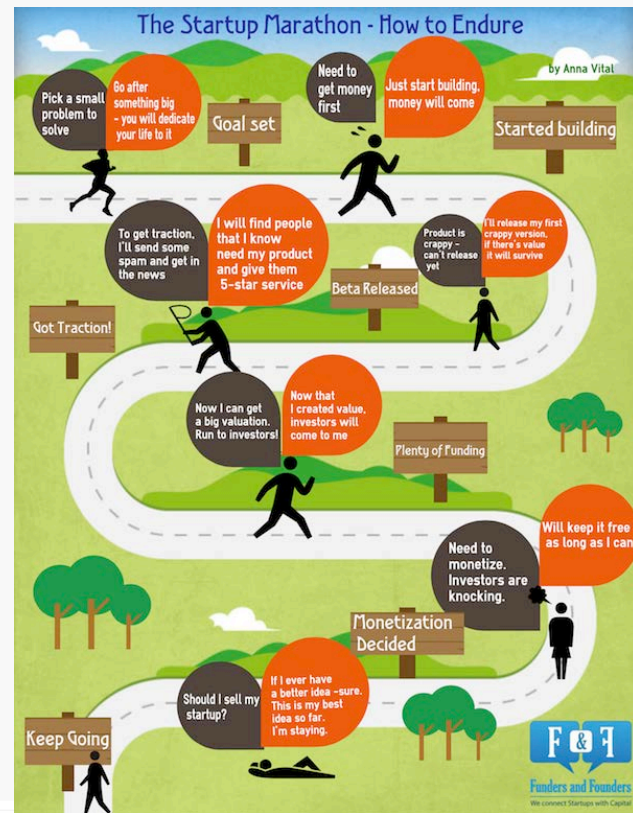 The Startup Marathon - How to Endure
by Anna Vital
Pick a small
problem to
solve
Go after
something big
- you will dedicate
your life to it
Goal set
Need to
get money
first
Just start building,
money will come
Started building
To get traction,
I'll send some
spam and get in
the news
I will find people
that I know
need my product
and give them
5-star service
Product is
crappy -
can't release
yet
I'll release my first
crappy version,
if there's value
it will survive
Beta Released
Got Traction!
Now I can get
a big valuation.
Run to investors!
Now that
I created value,
investors will
come to me
Plenty of Funding
Need to
monetize.
Investors are
knocking.
Will keep it free
as long as I can
Monetization
Decided
Should I sell my
startup?
If I ever have
a better idea -sure.
This is my best
idea so far.
I'm staying.
Keep Going
F & F
Funders and Founders
We connect Startups with Capital